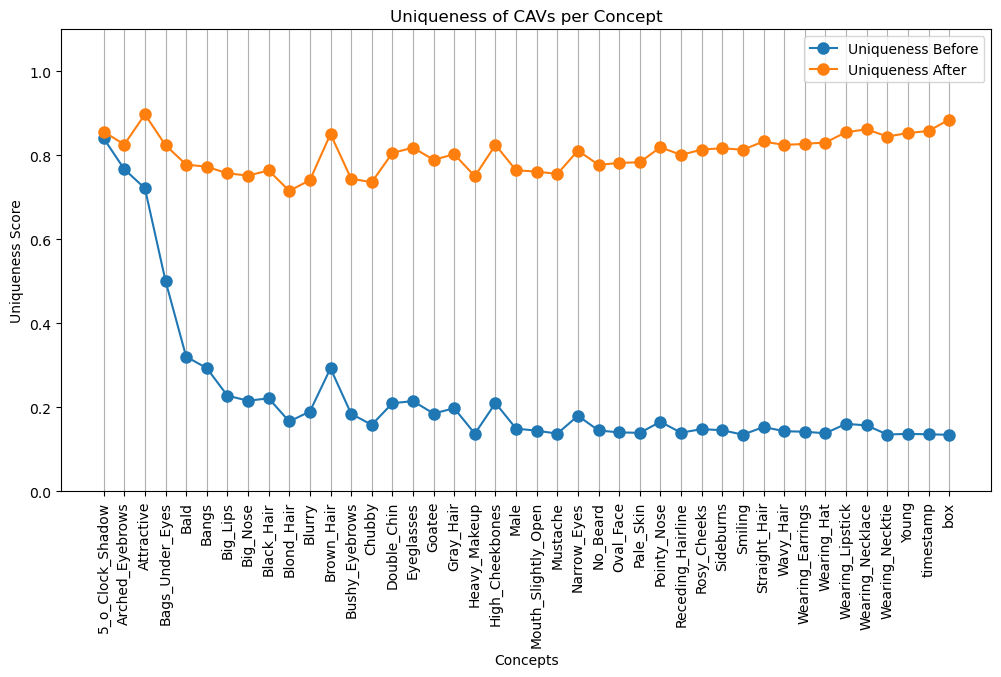 Uniqueness of CAVs per Concept
Uniqueness Before
Uniqueness After
Uniqueness Score
1.0
0.8
0.6
0.4
0.2
0.0
5_o_Clock_Shadow
Arched_Eyebrows
Attractive
Bags_Under_Eyes
Bald
Bangs
Big_Lips
Big_Nose
Black_Hair
Blond_Hair
Blurry
Brown_Hair
Bushy_Eyebrows
Chubby
Double_Chin
Eyeglasses
Goatee
Gray_Hair
Heavy_Makeup
High_Cheekbones
Male
Mouth_Slightly_Open
Mustache
Narrow_Eyes
No_Beard
Oval_Face
Pale_Skin
Pointy_Nose
Receding_Hairline
Rosy_Cheeks
Sideburns
Smiling
Straight_Hair
Wavy_Hair
Wearing_Earrings
Wearing_Hat
Wearing_Lipstick
Wearing_Necklace
Wearing_Necktie
Young
timestamp
box
Concepts